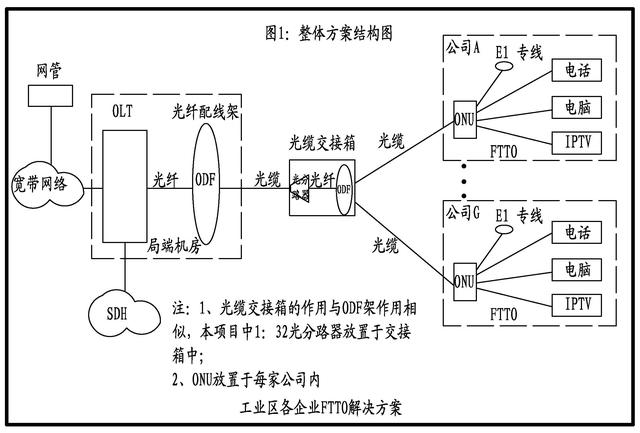 图1：整体方案结构图
网管
OLT
光纤配线架
宽带网络
光纤
ODF
局端机房
SDH
光缆
光缆交接箱
光分路器
光纤
ODF
光缆
光缆
公司A
E1 专线
ONU
电话
电脑
IPTV
FTTO
公司G
E1 专线
ONU
电话
电脑
IPTV
FTTO
注：1、光缆交接箱的作用与ODF架作用相
似，本项目中1：32光分路器放置于交接
箱中；
2、ONU放置于每家公司内
工业区各企业FTTO解决方案